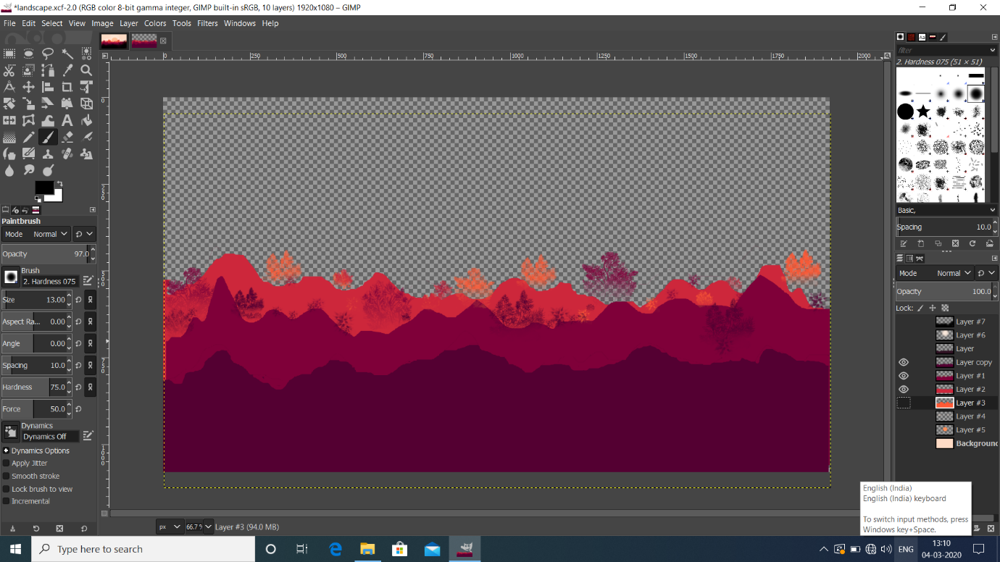 *landscape.xcf-2.0 (RGB color 8-bit gamma integer, GIMP built-in sRGB, 10 layers) 1920x1080 – GIMP
File Edit Select View Image Layer Colors Tools Filters Windows Help
0 250 500 750 1000 1250 1500 1750 2000
0
250
500
750
1000
Paintbrush
Mode Normal
Opacity 97.0
Brush
2. Hardness 075
Size 13.00
Aspect Ra... 0.00
Angle 0.00
Spacing 10.0
Hardness 75.0
Force 50.0
Dynamics
Dynamics Off
Dynamics Options
Apply Jitter
Smooth stroke
Lock brush to view
Incremental
px 66.7 % Layer #3 (94.0 MB)
Aa
filter
2. Hardness 075 (51 × 51)
Basic,
Spacing 10.0
Mode Normal
Opacity 100.0
Lock:
Layer #7
Layer #6
Layer
Layer copy
Layer #1
Layer #2
Layer #3
Layer #4
Layer #5
Background
English (India)
English (India) keyboard
To switch input methods, press
Windows key+Space.
Type here to search
ENG
13:10
04-03-2020